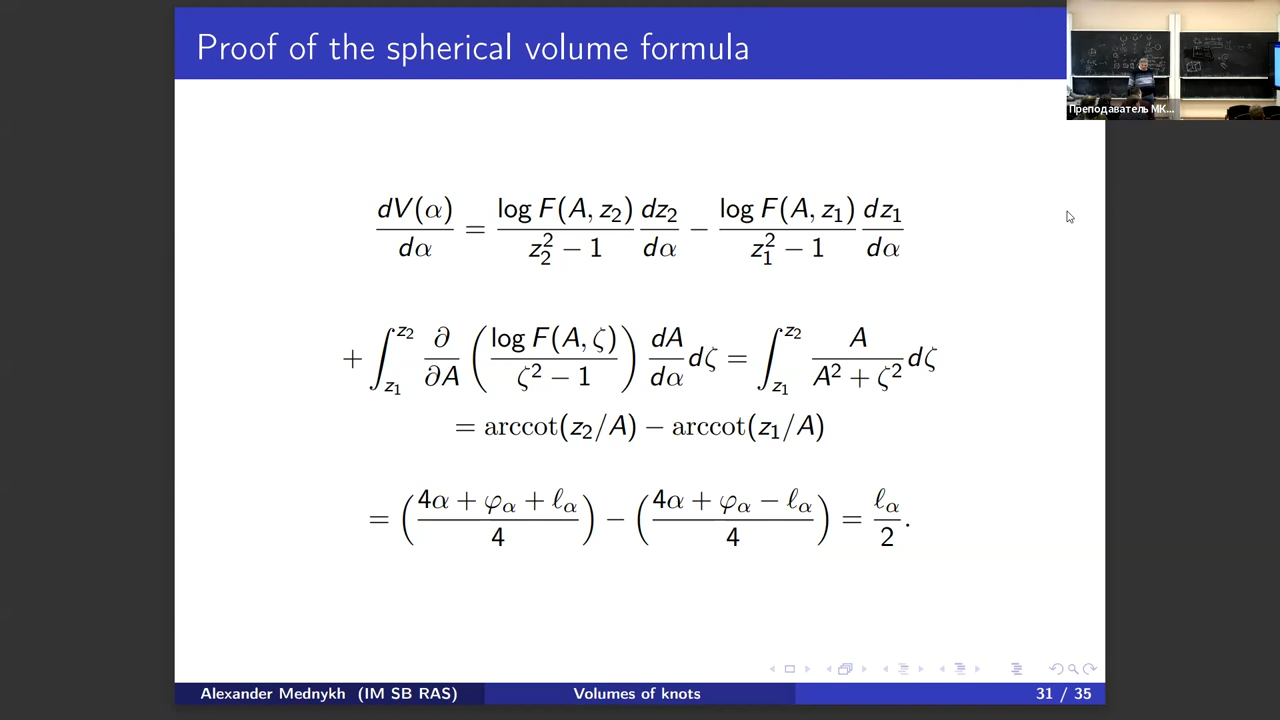 Proof of the spherical volume formula
Преподаватель МК...
dV(α)/dα = log F(A, z₂)/(z₂² − 1) dz₂/dα − log F(A, z₁)/(z₁² − 1) dz₁/dα
+ ∫_{z₁}^{z₂} ∂/∂A (log F(A, ζ)/(ζ² − 1)) dA/dα dζ = ∫_{z₁}^{z₂} A/(A² + ζ²) dζ
= arccot(z₂/A) − arccot(z₁/A)
= ((4α + φ_α + ℓ_α)/4) − ((4α + φ_α − ℓ_α)/4) = ℓ_α/2.
Alexander Mednykh (IM SB RAS) Volumes of knots 31 / 35